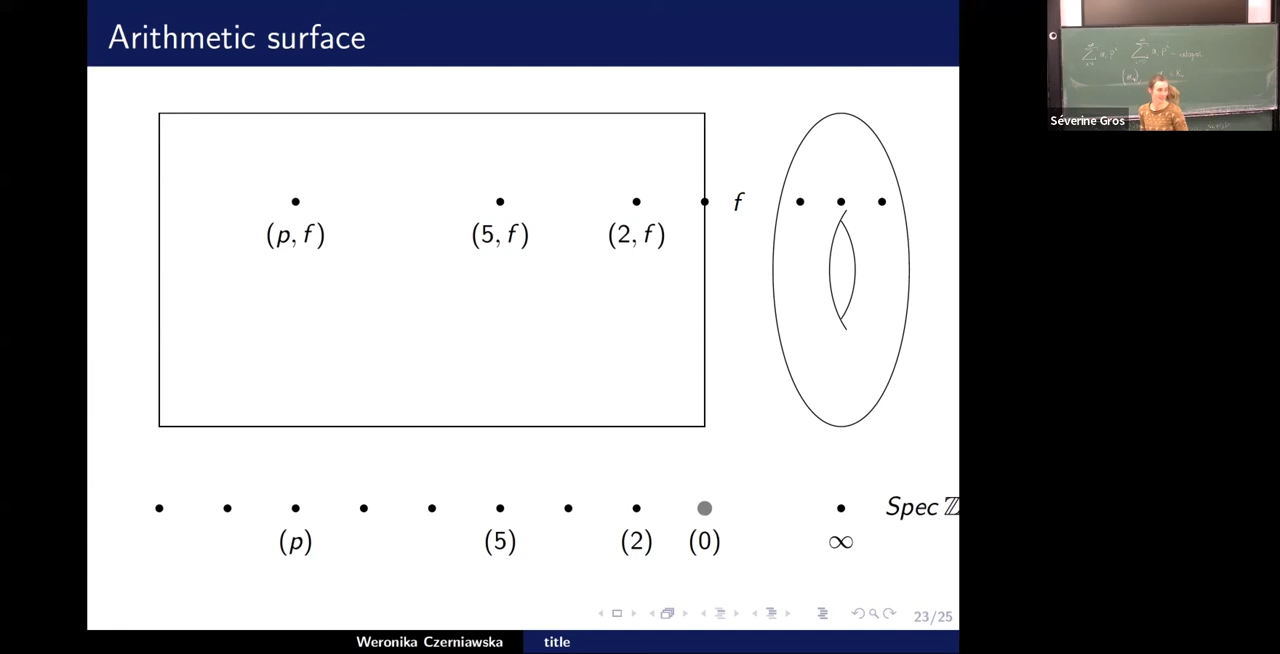 Arithmetic surface
f
(p, f)
(5, f)
(2, f)
Spec ℤ
(p)
(5)
(2)
(0)
∞
23/25
Weronika Czerniawska
title
Séverine Gros